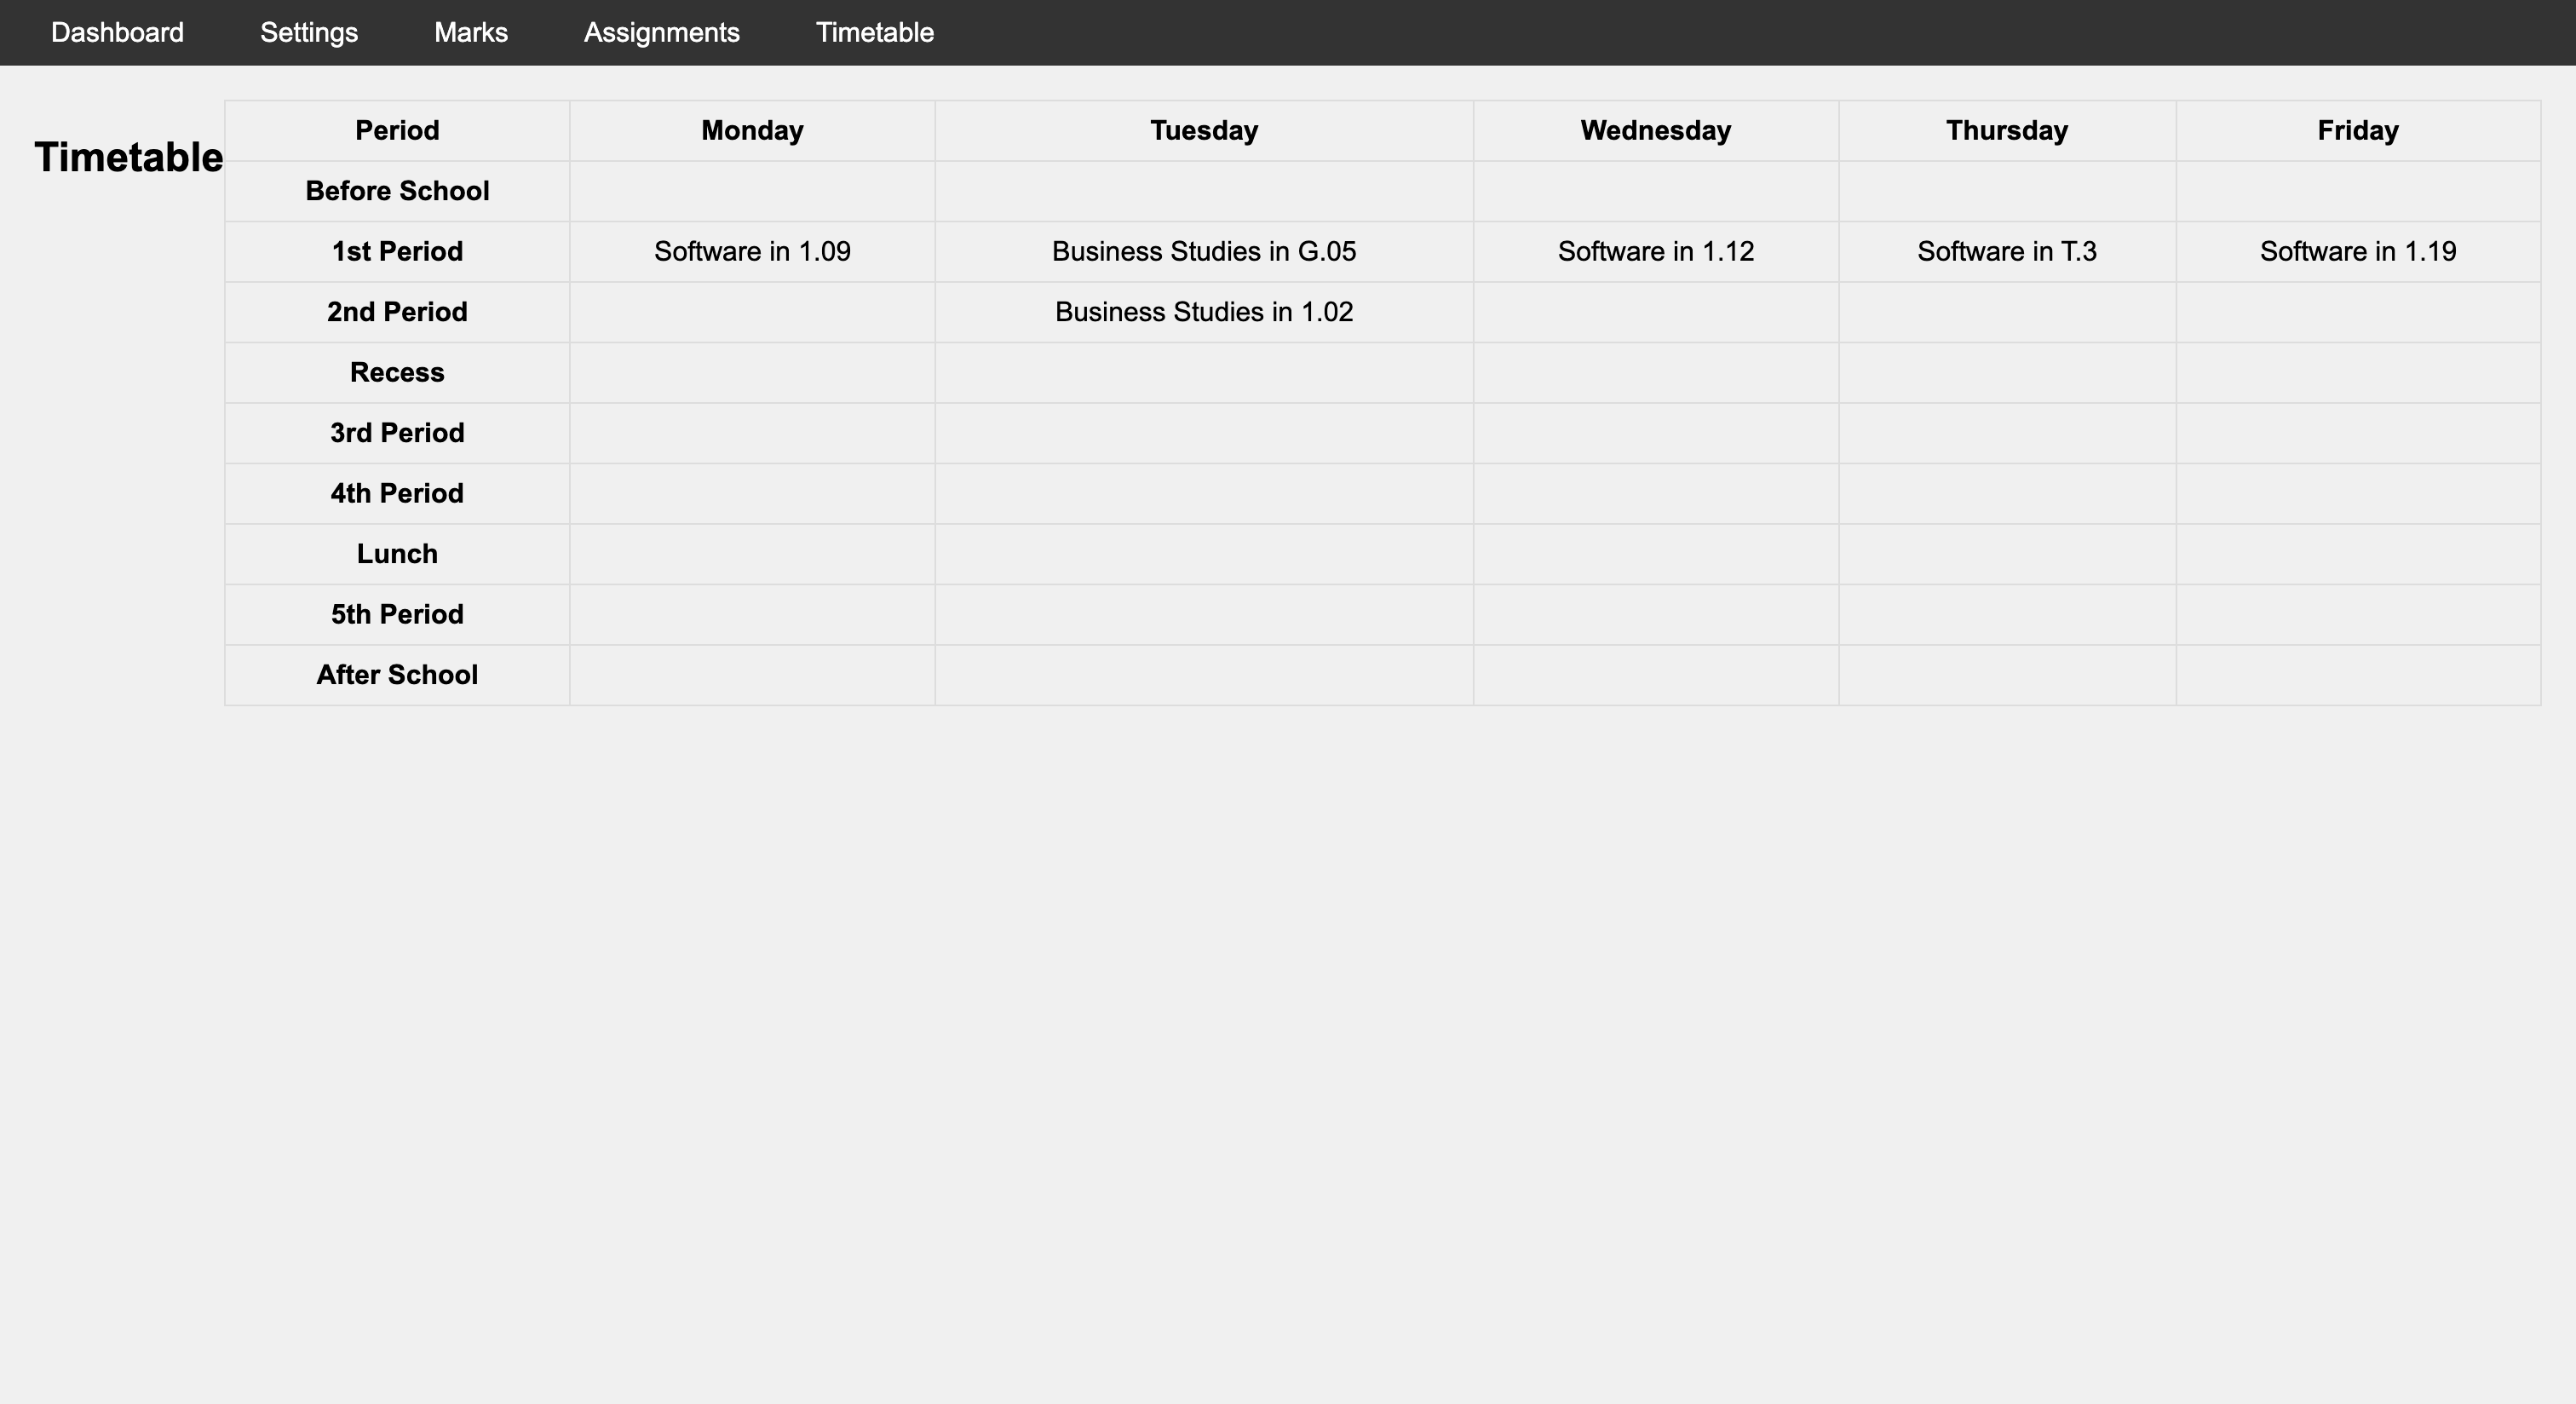 Dashboard Settings Marks Assignments Timetable
Timetable
Period Monday Tuesday Wednesday Thursday Friday
Before School
1st Period Software in 1.09 Business Studies in G.05 Software in 1.12 Software in T.3 Software in 1.19
2nd Period Business Studies in 1.02
Recess
3rd Period
4th Period
Lunch
5th Period
After School